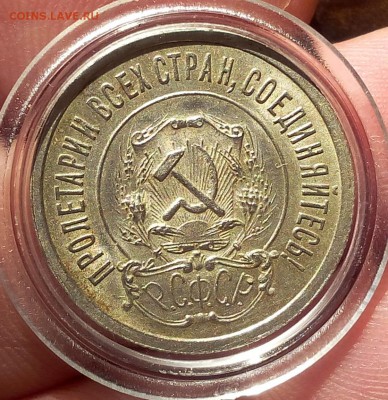 COINS.LAVE.RU
ПРОЛЕТАРИИ ВСЕХ СТРАН, СОЕДИНЯЙТЕСЬ!
Р.С.Ф.С.Р.